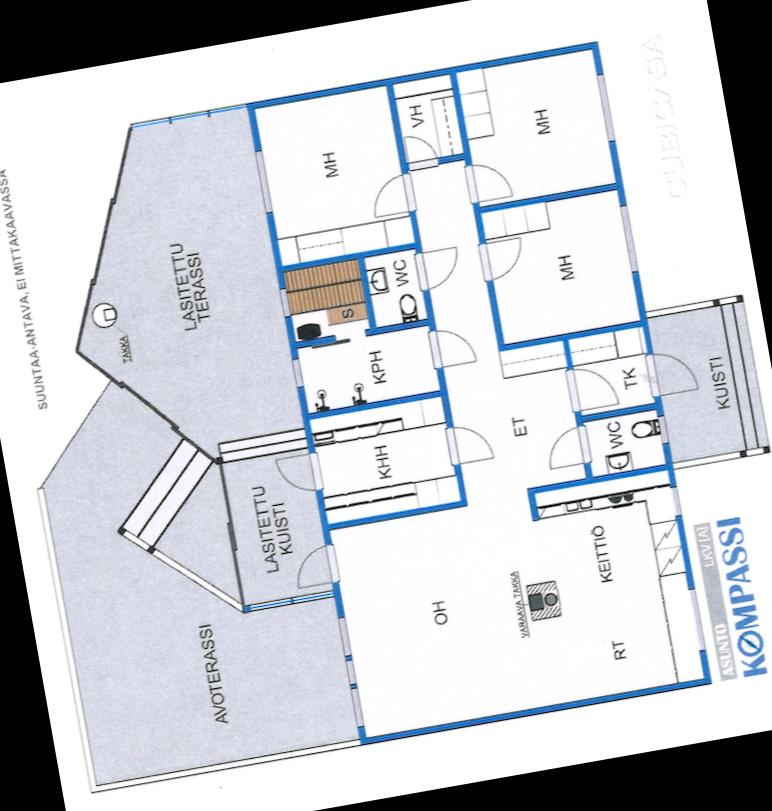 SUUNTAA-ANTAVA, EI MITTAKAAVASSA
CUBICASA
LASITETTU
TERASSI
TAKKA
MH
VH
MH
MH
WC
S
KPH
KHH
ET
TK
WC
KUISTI
LASITETTU
KUISTI
AVOTERASSI
OH
VARAAVA TAKKA
KEITTIÖ
RT
ASUNTO
LKV [A]
KOMPASSI